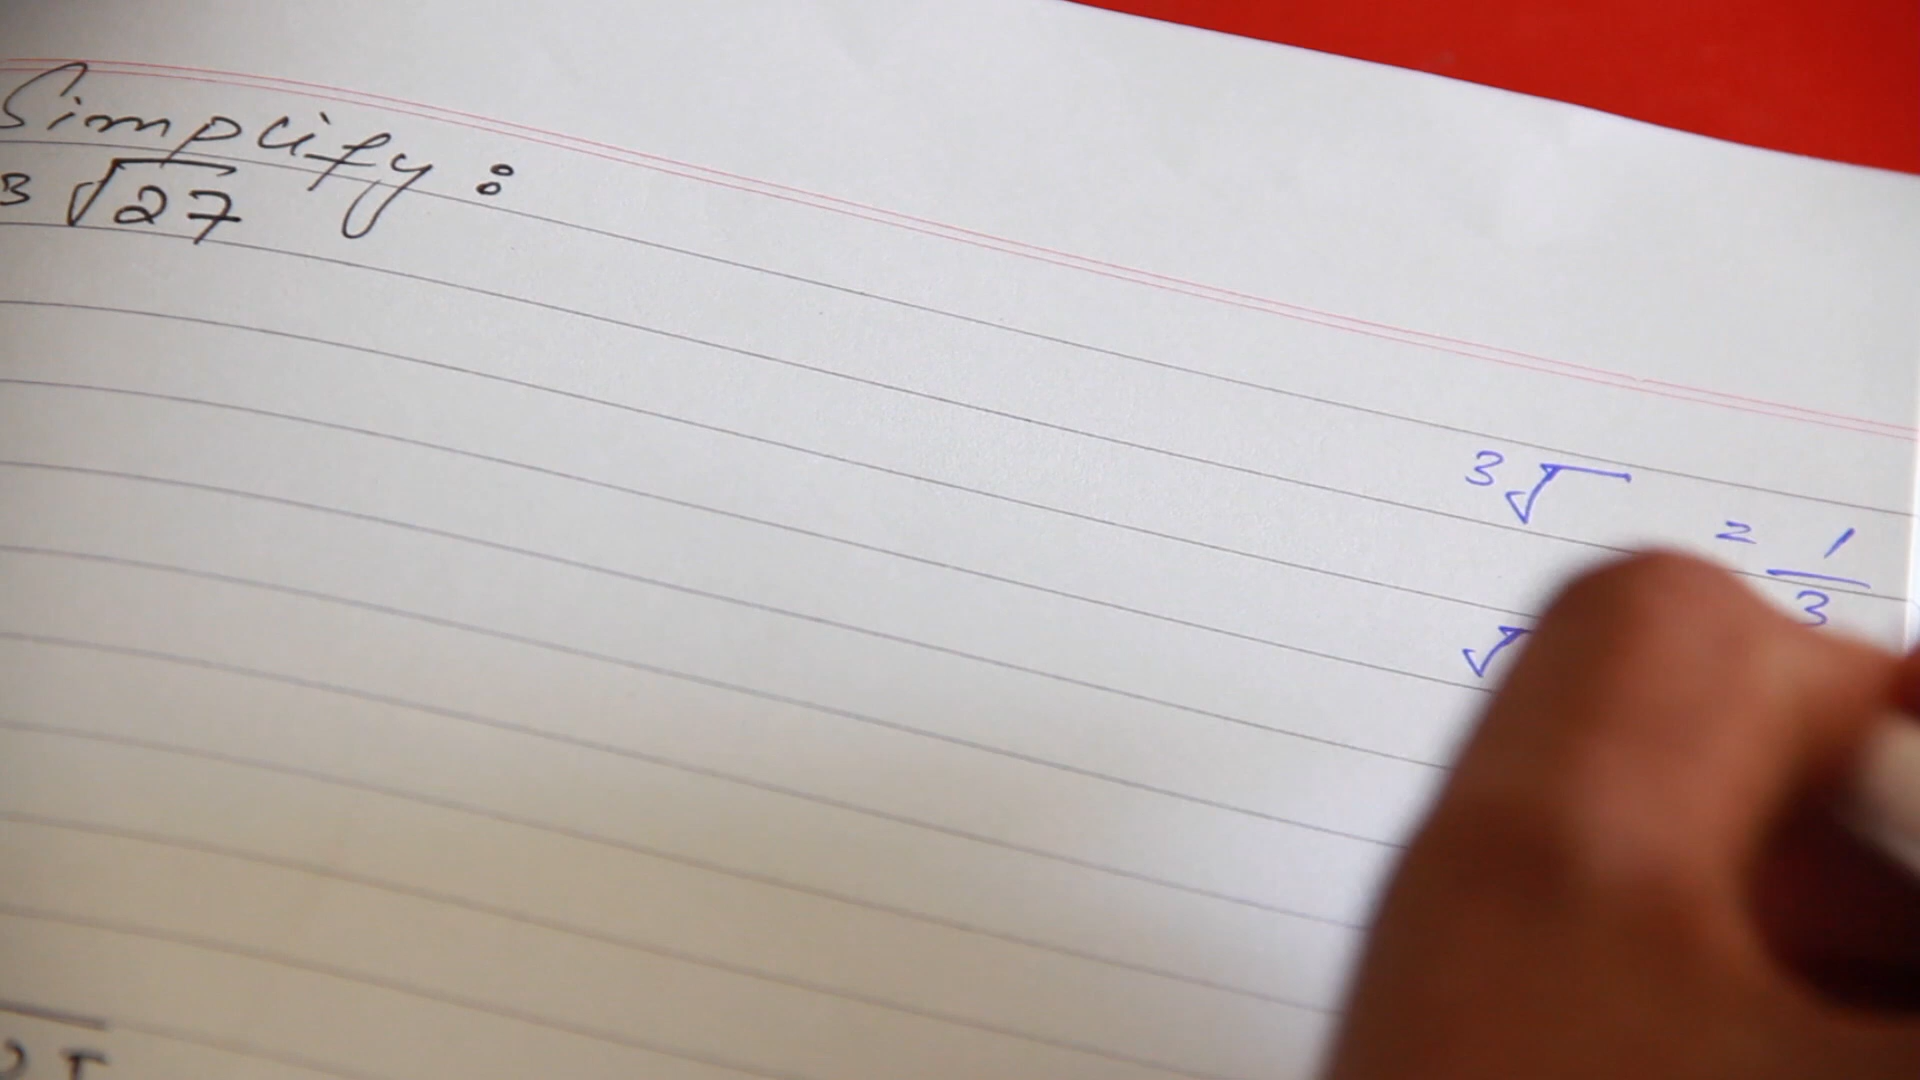 Simplify:
³√27
³√ = 1/3
√